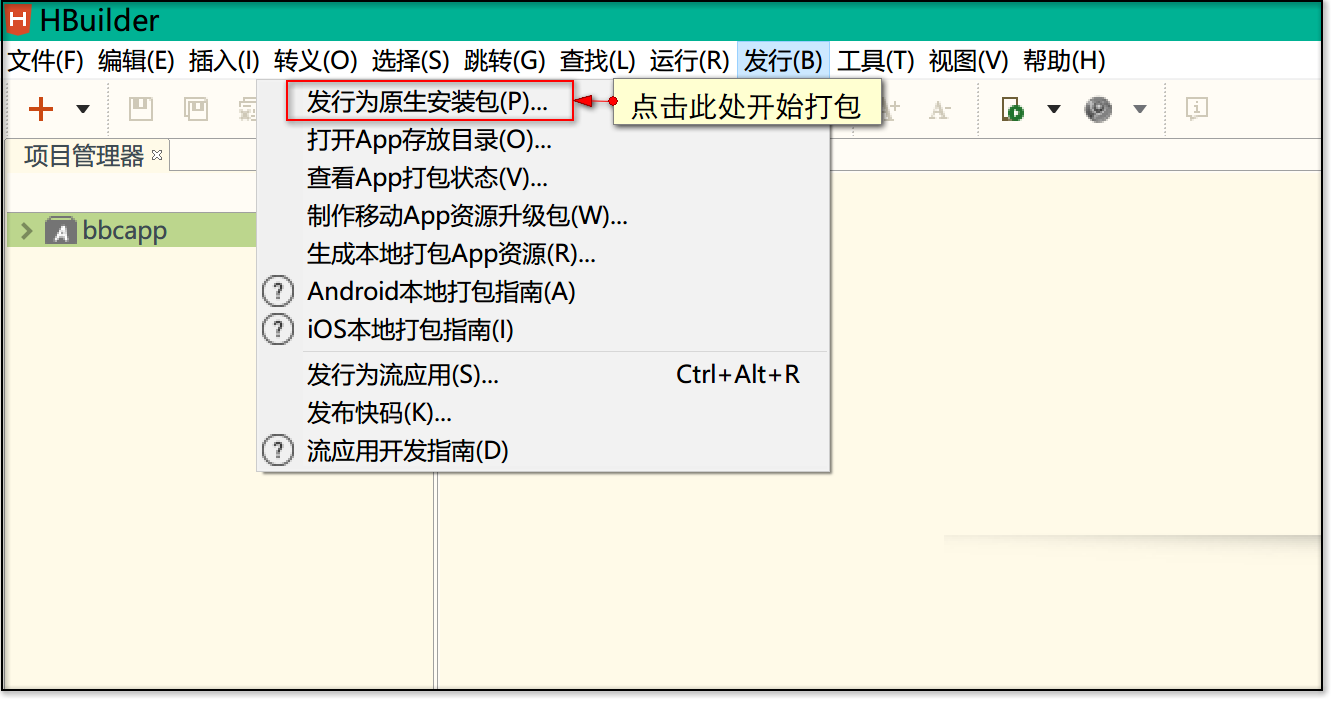 HBuilder
文件(F) 编辑(E) 插入(I) 转义(O) 选择(S) 跳转(G) 查找(L) 运行(R) 发行(B) 工具(T) 视图(V) 帮助(H)
发行为原生安装包(P)...
点击此处开始打包
A+ A-
打开App存放目录(O)...
项目管理器
查看App打包状态(V)...
制作移动App资源升级包(W)...
bbcapp
生成本地打包App资源(R)...
Android本地打包指南(A)
iOS本地打包指南(I)
发行为流应用(S)... Ctrl+Alt+R
发布快码(K)...
流应用开发指南(D)